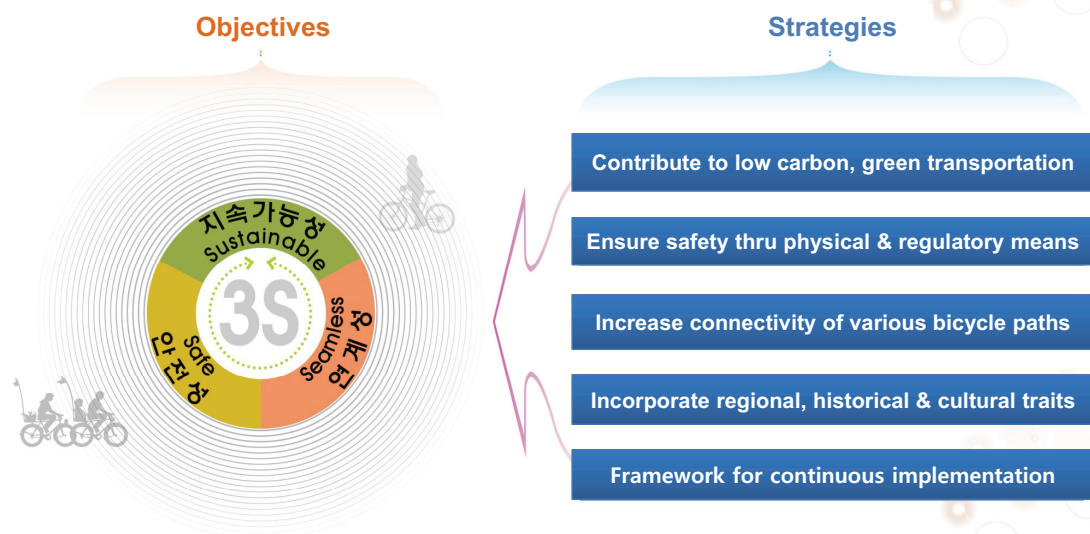 Objectives
Strategies
지속가능성
Sustainable
안전성
Safe
3S
Seamless
연계성
Contribute to low carbon, green transportation
Ensure safety thru physical & regulatory means
Increase connectivity of various bicycle paths
Incorporate regional, historical & cultural traits
Framework for continuous implementation